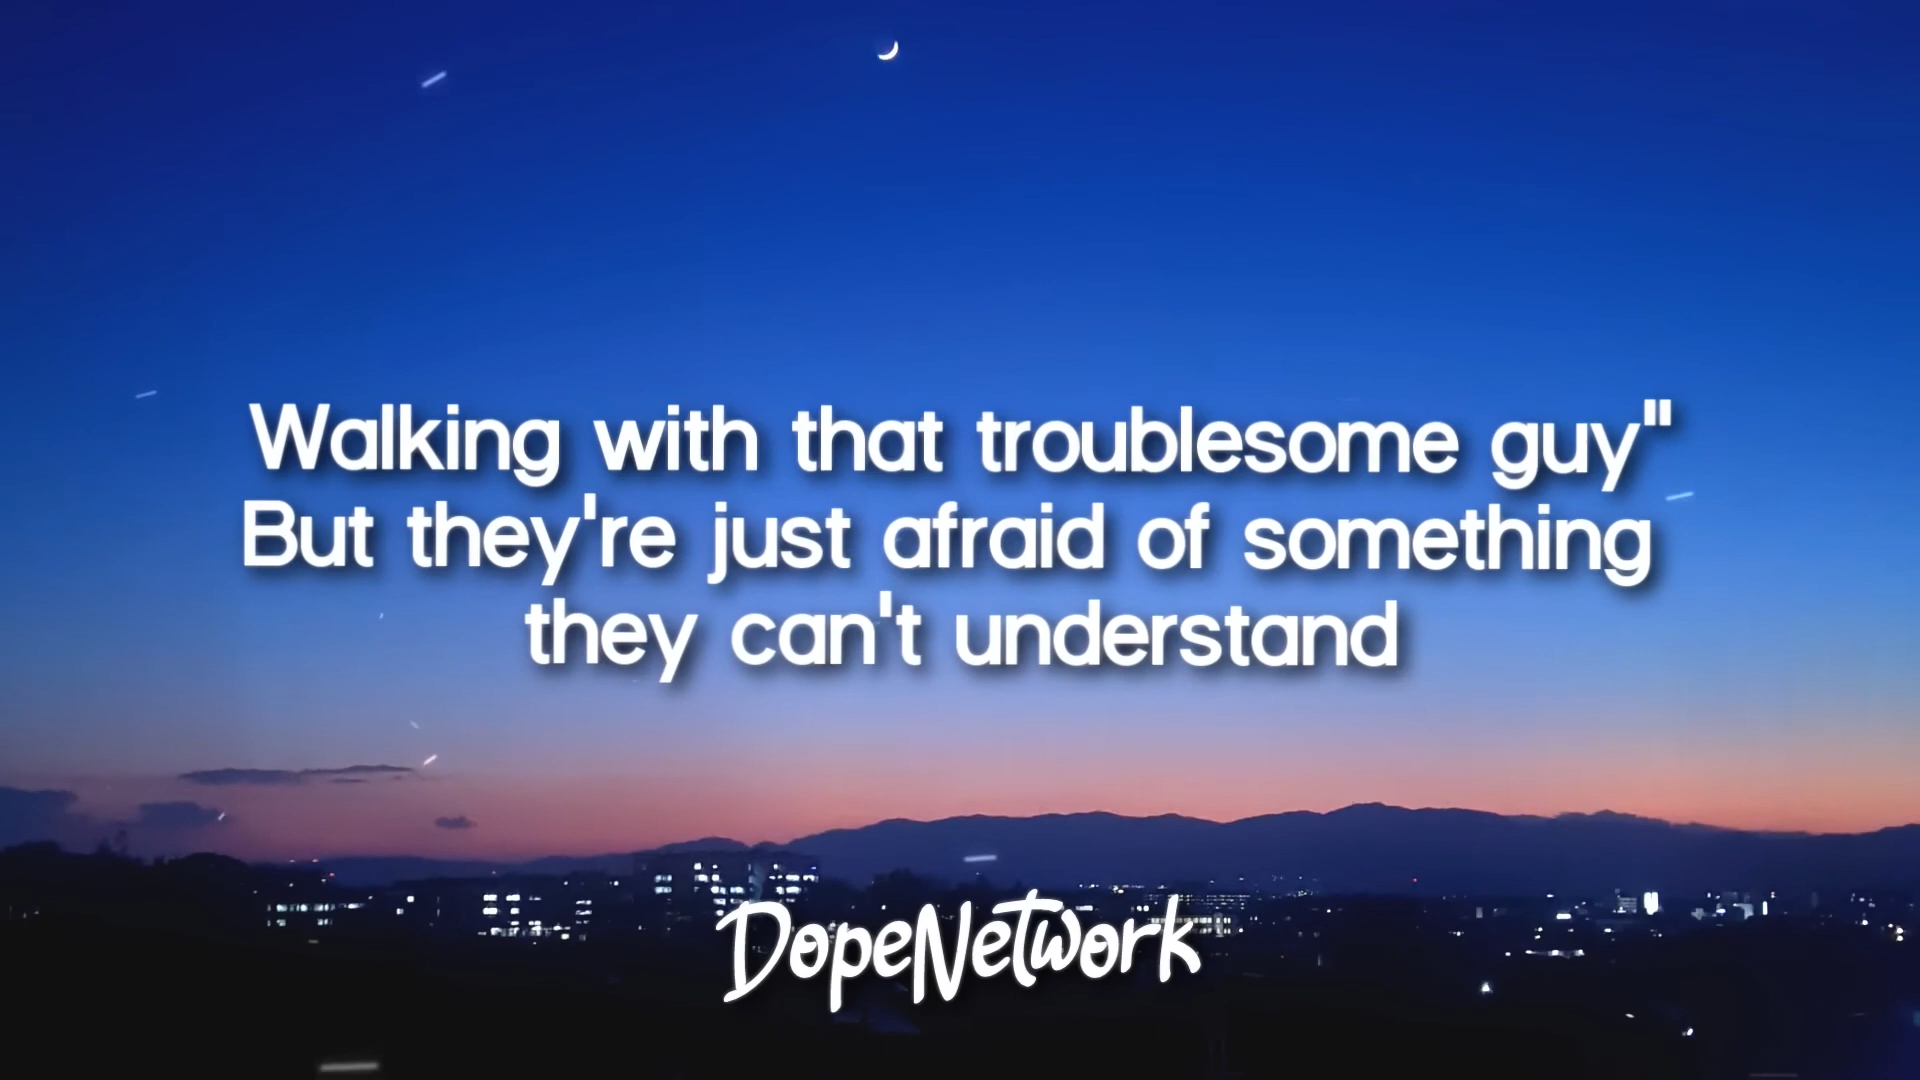 Walking with that troublesome guy"
But they're just afraid of something
they can't understand
DopeNetwork